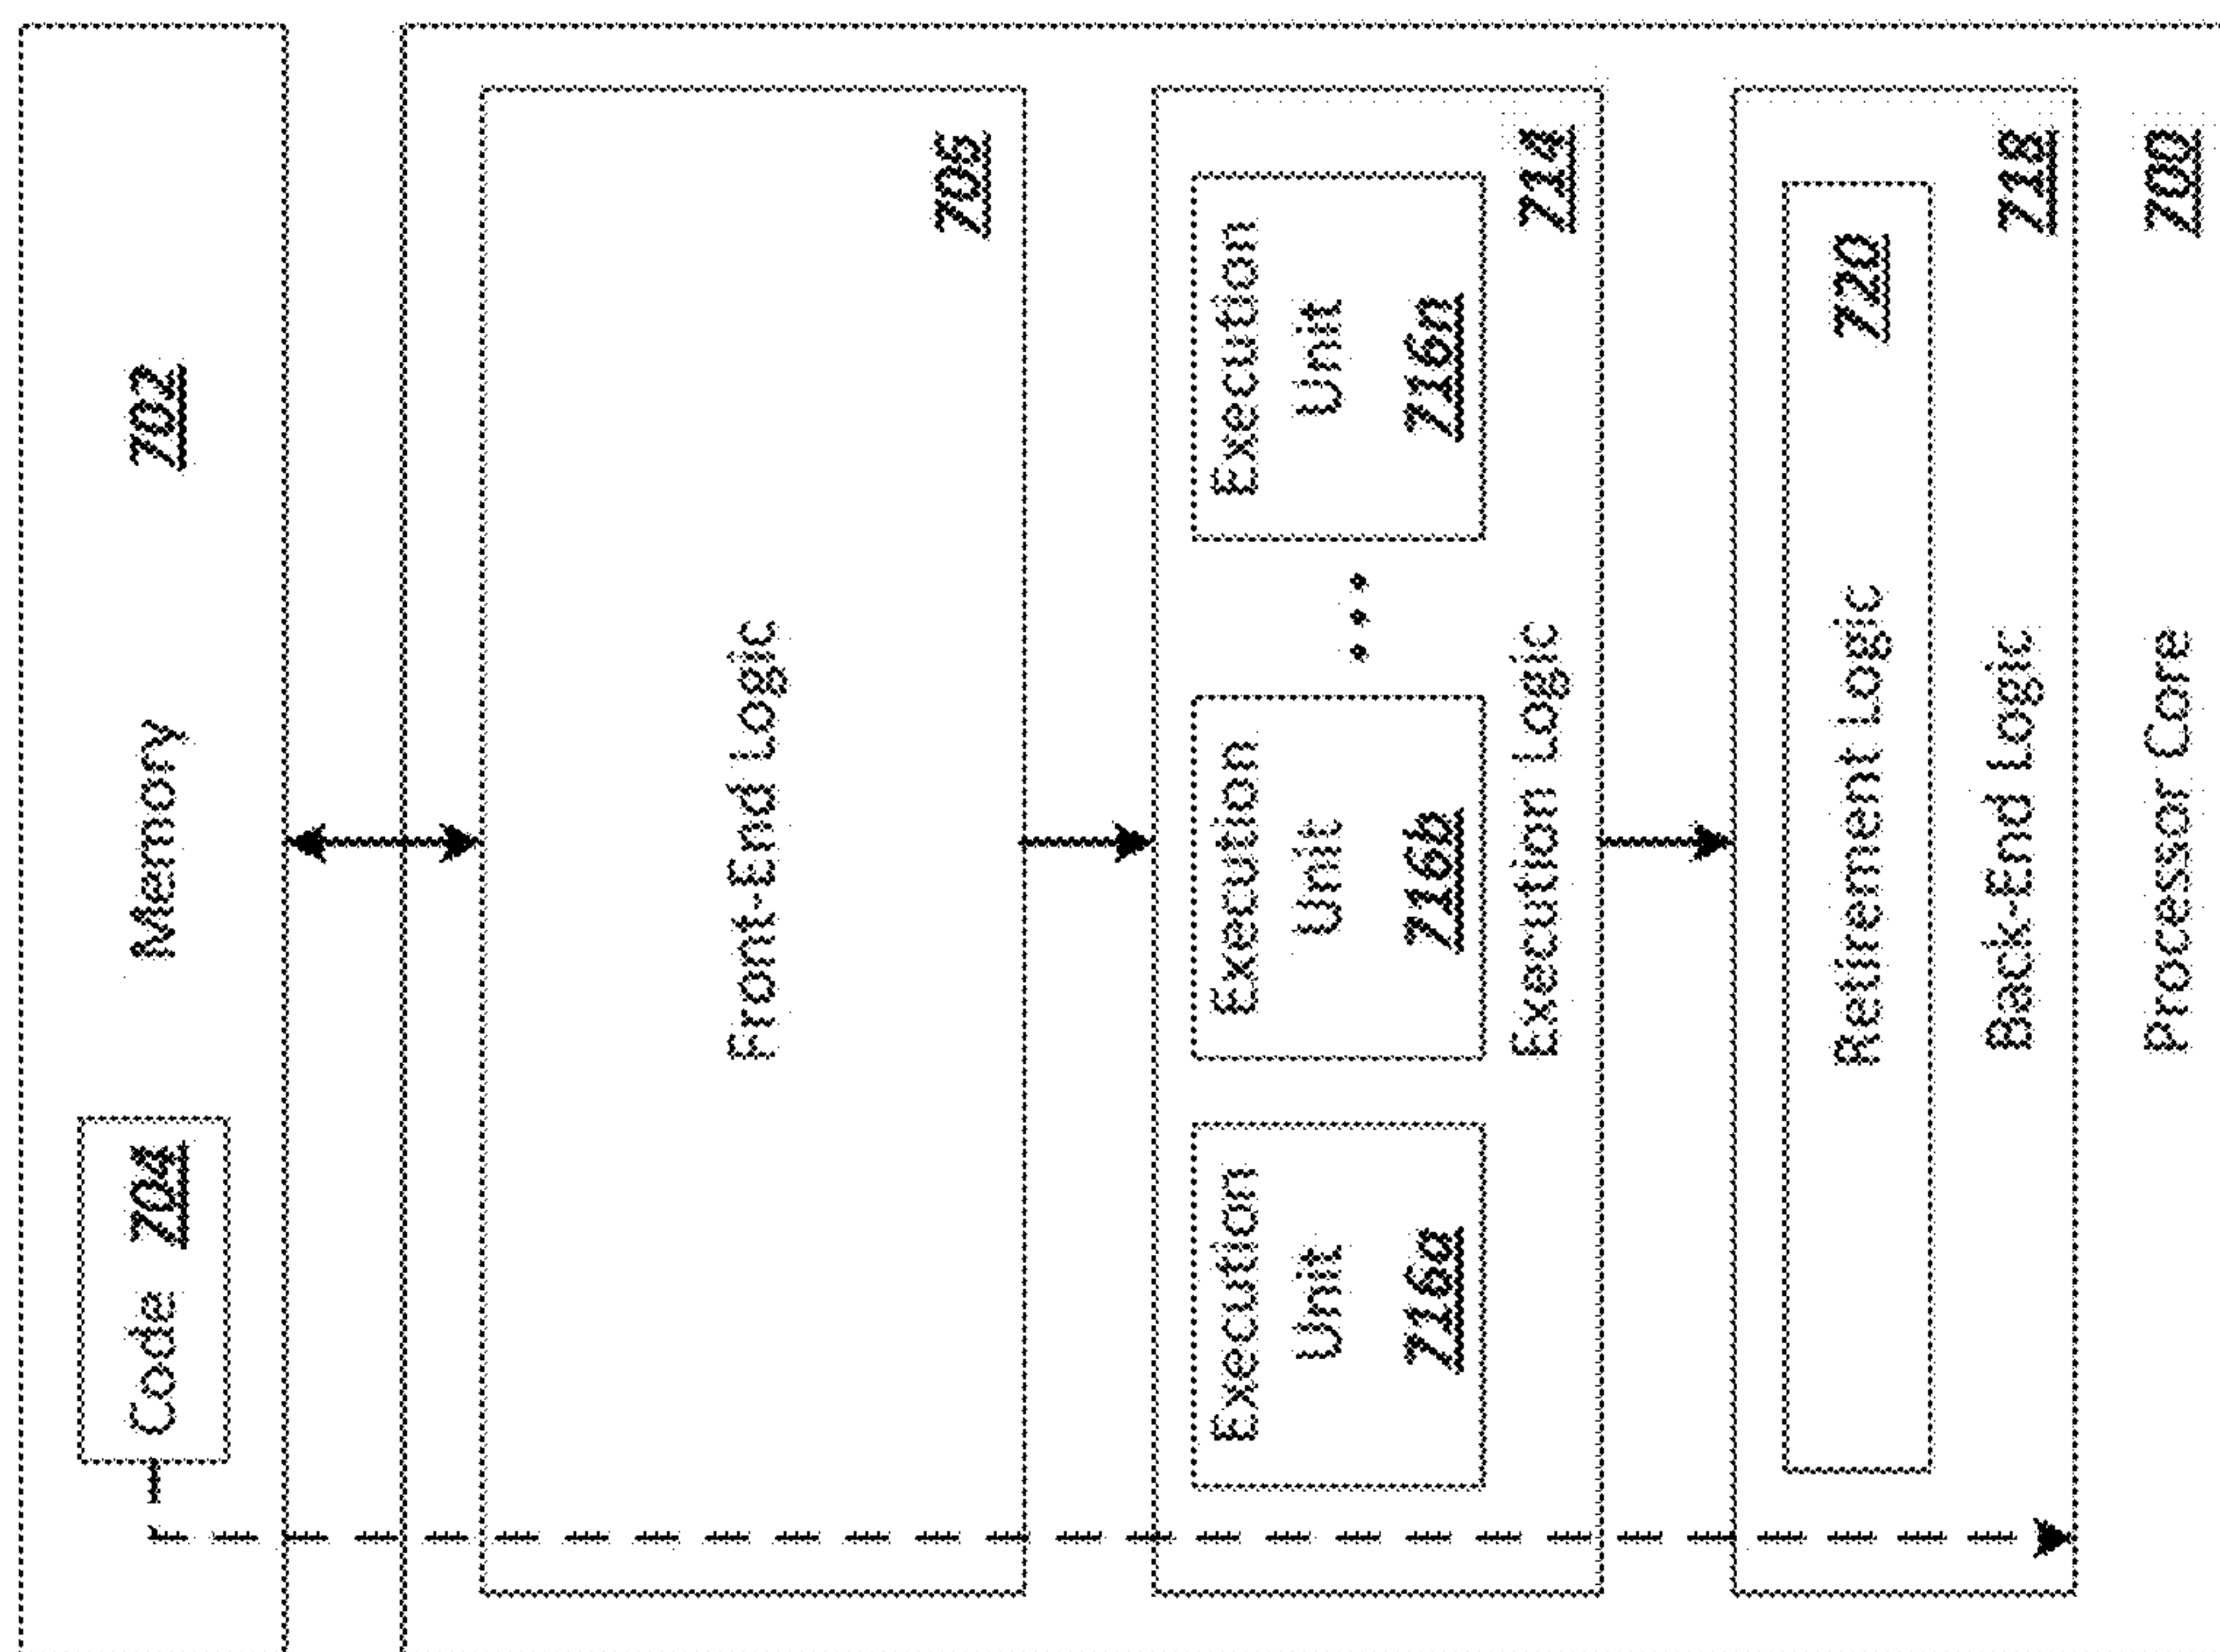 Code 704 Memory 702
Front-End Logic
706
Execution Unit 716a
Execution Unit 716b
• • •
Execution Unit 716n
Execution Logic 714
Retirement Logic 720
Back-End Logic 718
Processor Core 700